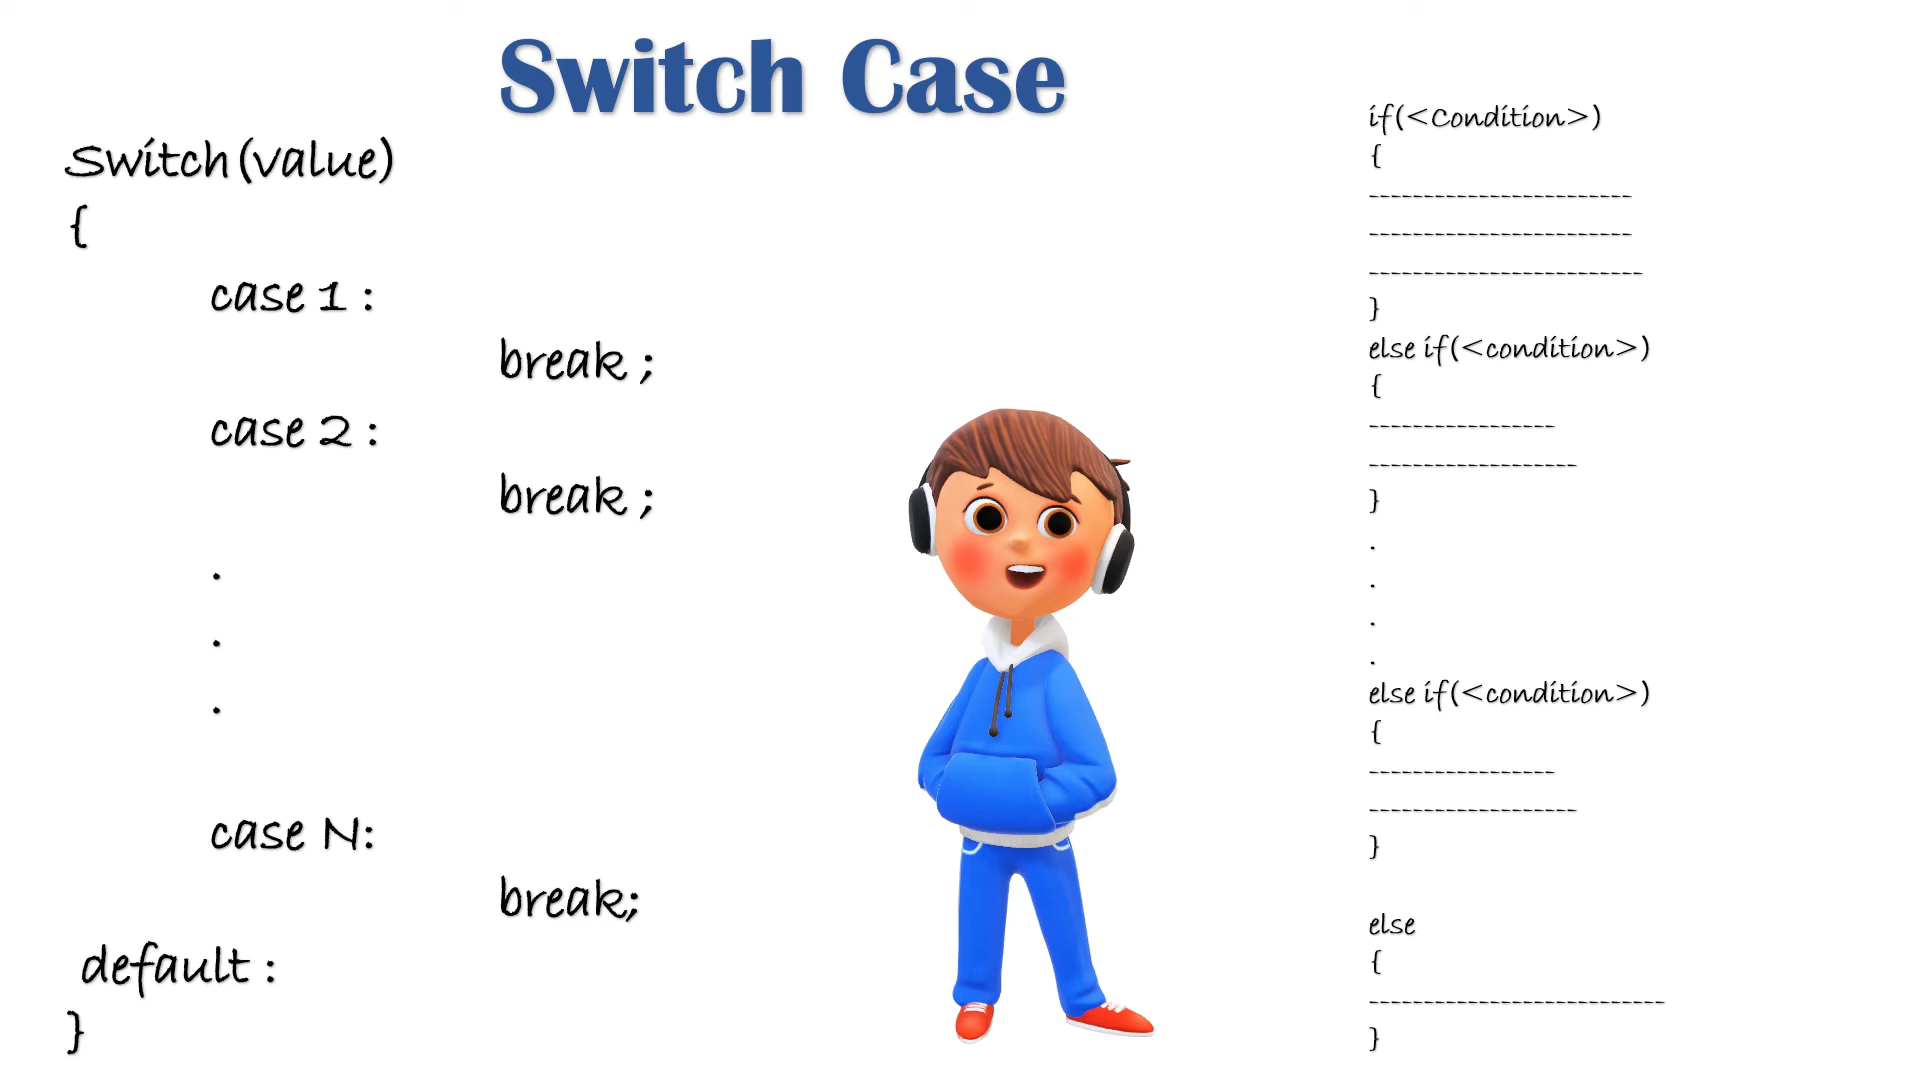 Switch Case
Switch(value)
{
case 1 :
break ;
case 2 :
break ;
.
.
.
case N:
break;
default :
}
if(<Condition>)
{
------------------------
------------------------
-------------------------
}
else if(<condition>)
{
-----------------
-------------------
}
.
.
.
.
else if(<condition>)
{
-----------------
-------------------
}
else
{
---------------------------
}